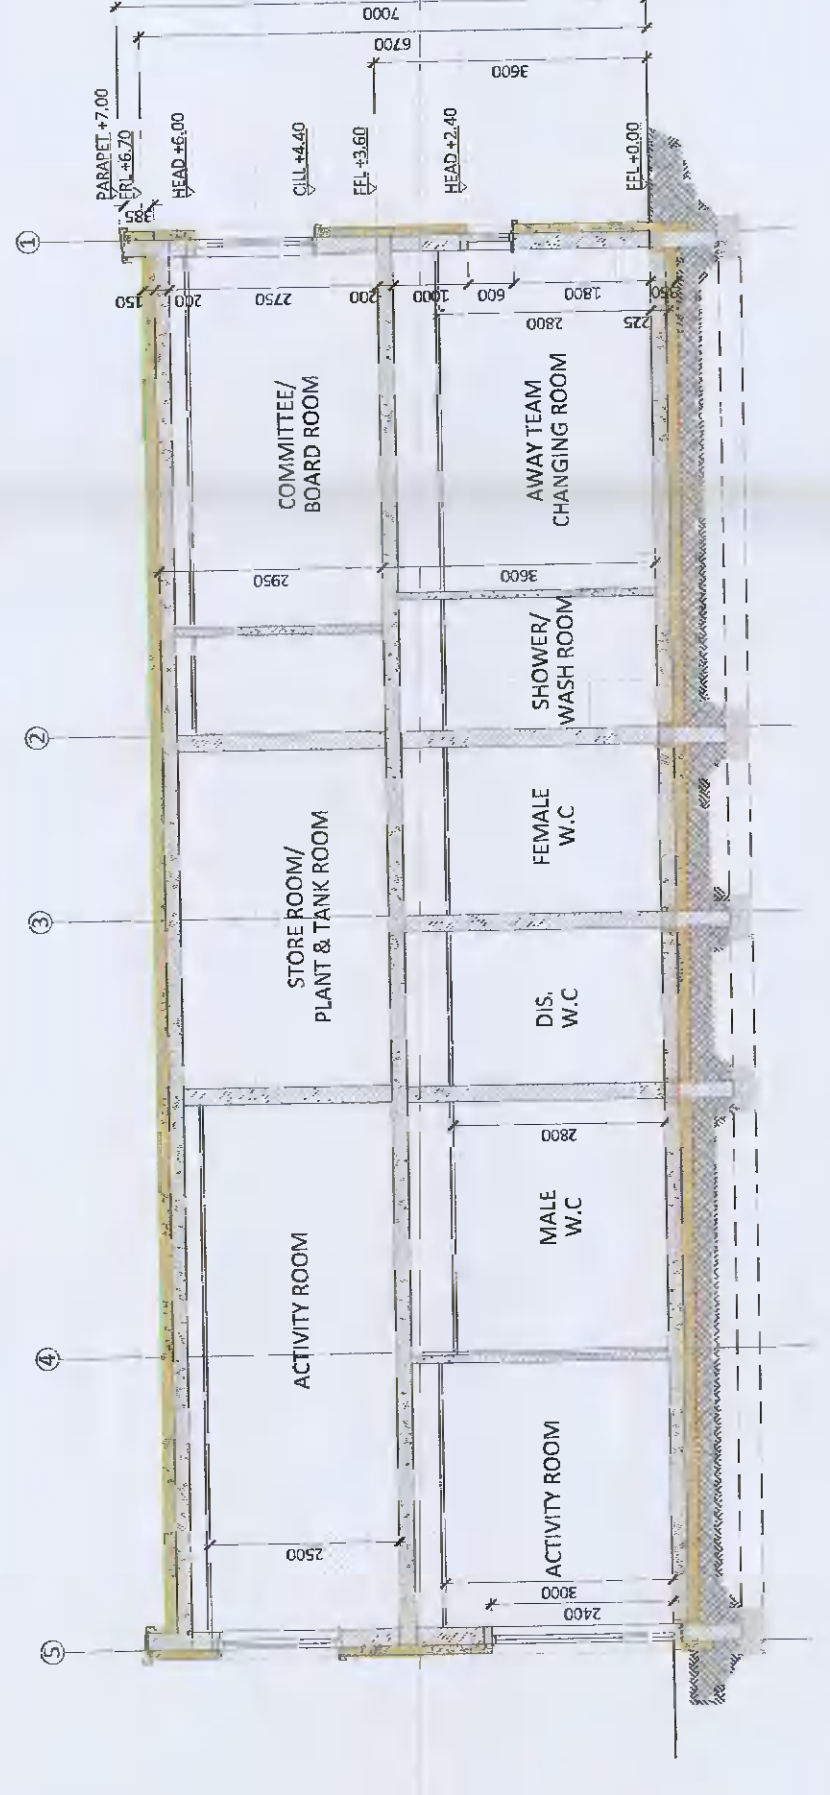 7000
6700
3600
PARAPET +7.00
FRL +6.70
HEAD +6.00
CILL +4.40
FFL +3.60
HEAD +2.40
FFL +0.00
385
1
150
200
2750
200
1000
600
1800
2800
225
COMMITTEE/
BOARD ROOM
AWAY TEAM
CHANGING ROOM
2950
3600
SHOWER/
WASH ROOM
2
STORE ROOM/
PLANT & TANK ROOM
FEMALE
W.C
3
DIS.
W.C
2800
MALE
W.C
ACTIVITY ROOM
4
ACTIVITY ROOM
2500
3000
2400
5